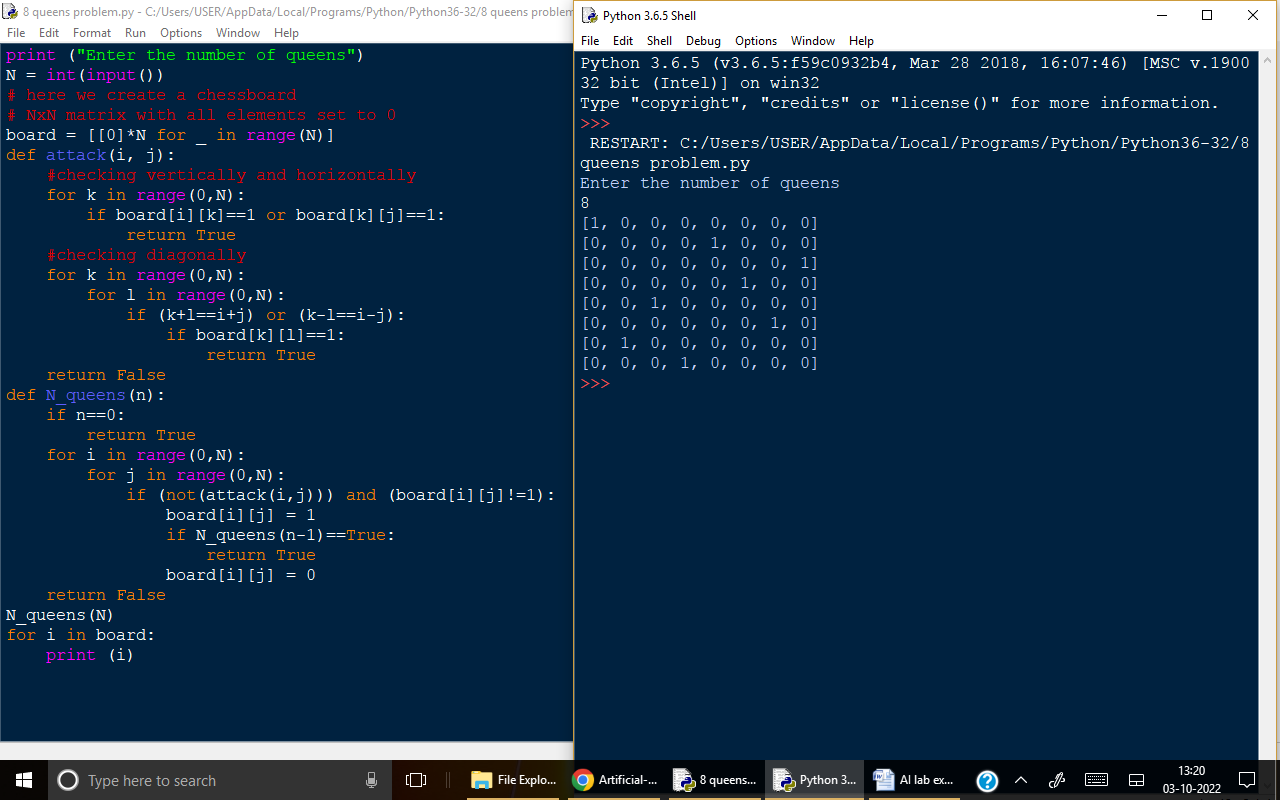 8 queens problem.py - C:/Users/USER/AppData/Local/Programs/Python/Python36-32/8 queens problem
File Edit Format Run Options Window Help
print ("Enter the number of queens")
N = int(input())
# here we create a chessboard
# NxN matrix with all elements set to 0
board = [[0]*N for _ in range(N)]
def attack(i, j):
    #checking vertically and horizontally
    for k in range(0,N):
        if board[i][k]==1 or board[k][j]==1:
            return True
    #checking diagonally
    for k in range(0,N):
        for l in range(0,N):
            if (k+l==i+j) or (k-l==i-j):
                if board[k][l]==1:
                    return True
    return False
def N_queens(n):
    if n==0:
        return True
    for i in range(0,N):
        for j in range(0,N):
            if (not(attack(i,j))) and (board[i][j]!=1):
                board[i][j] = 1
                if N_queens(n-1)==True:
                    return True
                board[i][j] = 0
    return False
N_queens(N)
for i in board:
    print (i)
Python 3.6.5 Shell
File Edit Shell Debug Options Window Help
Python 3.6.5 (v3.6.5:f59c0932b4, Mar 28 2018, 16:07:46) [MSC v.1900
32 bit (Intel)] on win32
Type "copyright", "credits" or "license()" for more information.
>>>
 RESTART: C:/Users/USER/AppData/Local/Programs/Python/Python36-32/8
queens problem.py
Enter the number of queens
8
[1, 0, 0, 0, 0, 0, 0, 0]
[0, 0, 0, 0, 1, 0, 0, 0]
[0, 0, 0, 0, 0, 0, 0, 1]
[0, 0, 0, 0, 0, 1, 0, 0]
[0, 0, 1, 0, 0, 0, 0, 0]
[0, 0, 0, 0, 0, 0, 1, 0]
[0, 1, 0, 0, 0, 0, 0, 0]
[0, 0, 0, 1, 0, 0, 0, 0]
>>>
Type here to search
File Explo...
Artificial-...
8 queens...
Python 3...
AI lab ex...
13:20
03-10-2022